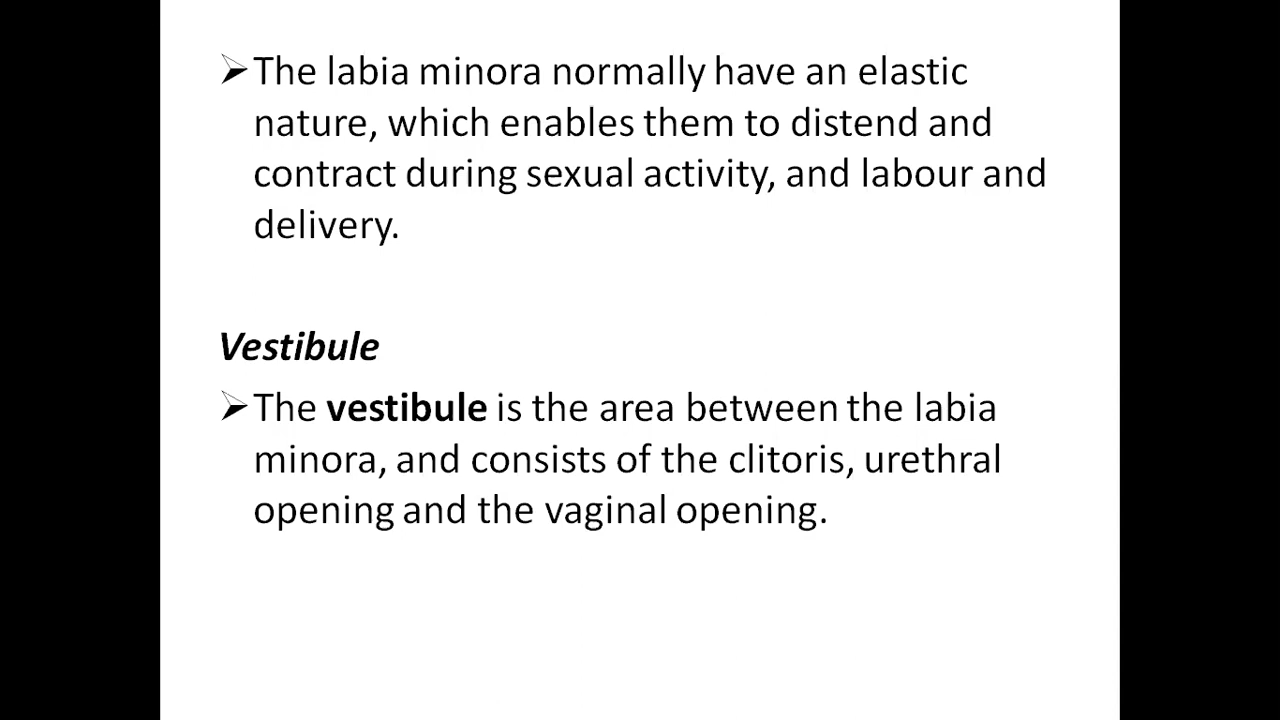 ➢The labia minora normally have an elastic
nature, which enables them to distend and
contract during sexual activity, and labour and
delivery.
Vestibule
➢The vestibule is the area between the labia
minora, and consists of the clitoris, urethral
opening and the vaginal opening.